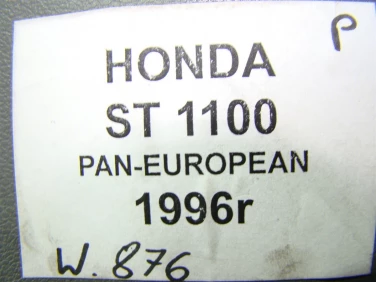 P
HONDA
ST 1100
PAN-EUROPEAN
1996r
W. 876